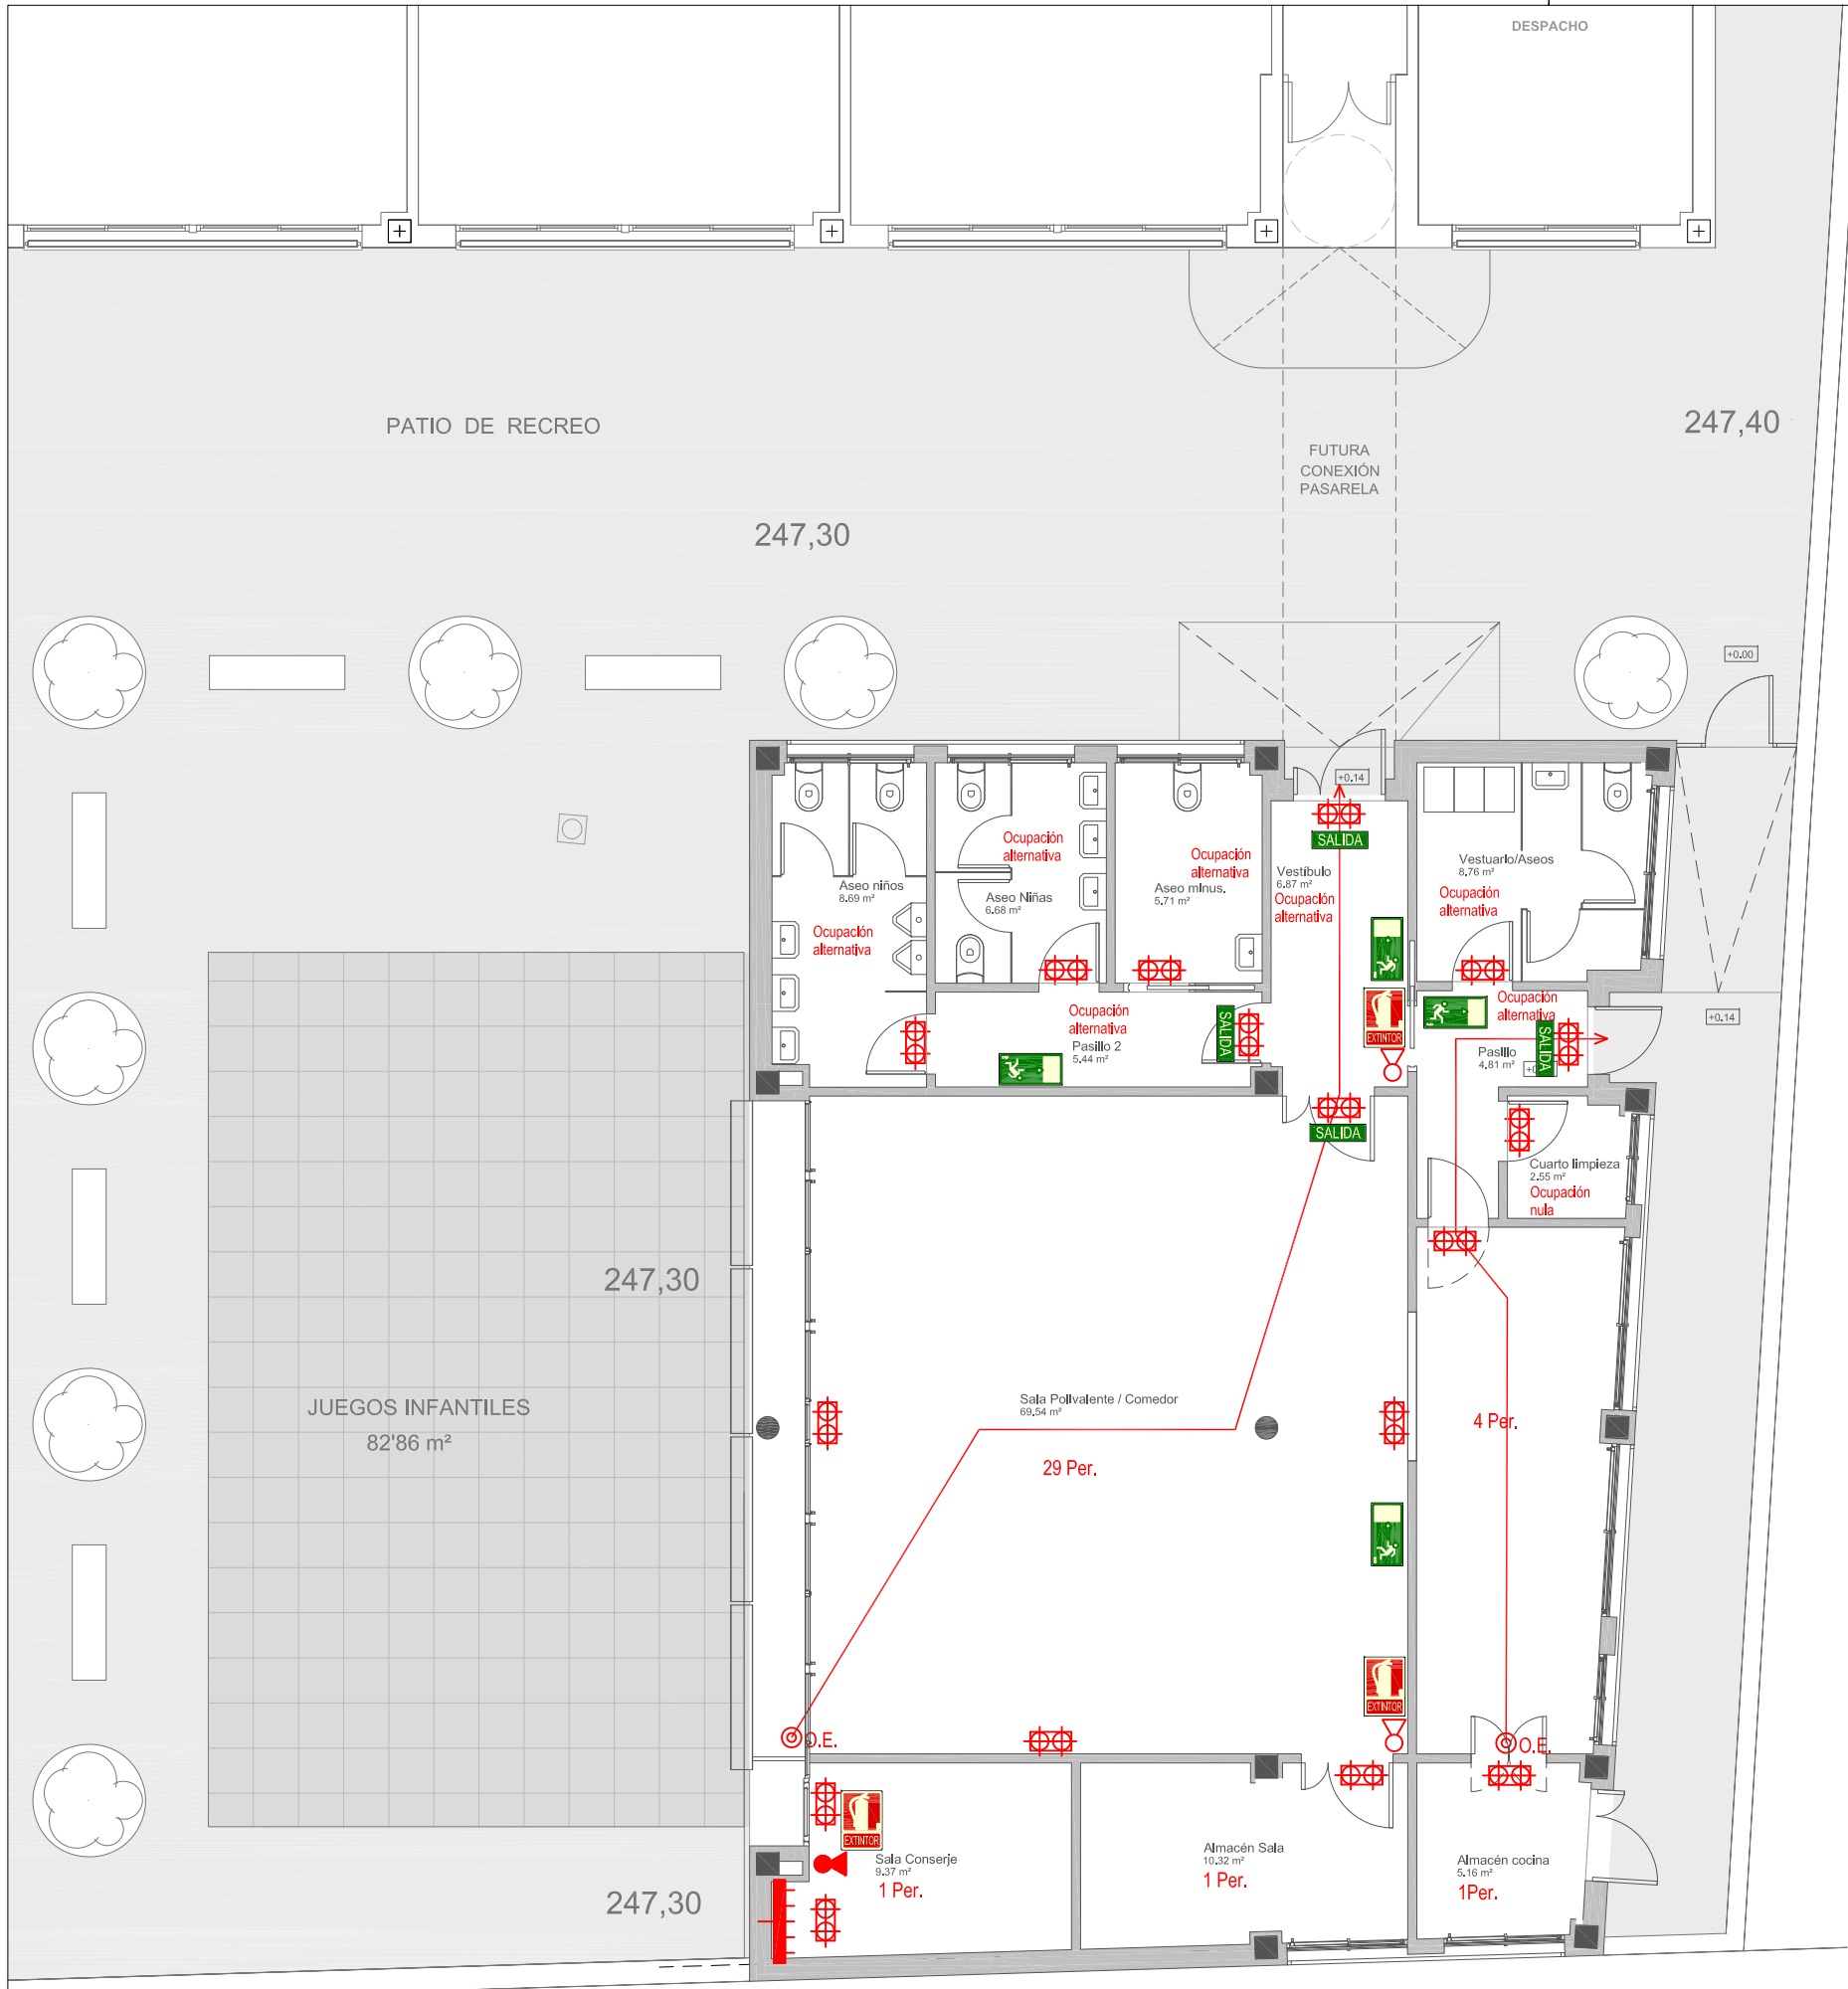 DESPACHO
PATIO DE RECREO
247,40
FUTURA
CONEXIÓN
PASARELA
247,30
+0.00
+0.14
SALIDA
Ocupación
alternativa
Ocupación
alternativa
Vestíbulo
6.87 m²
Ocupación
alternativa
Vestuario/Aseos
8.76 m²
Ocupación
alternativa
Aseo niños
8.69 m²
Ocupación
alternativa
Aseo Niñas
6.68 m²
Aseo minus.
5.71 m²
Ocupación
alternativa
Pasillo 2
5.44 m²
SALIDA
EXTINTOR
Ocupación
alternativa
SALIDA
Pasillo
4.81 m²
+0.14
SALIDA
Cuarto limpieza
2.55 m²
Ocupación
nula
247,30
JUEGOS INFANTILES
82'86 m²
Sala Polivalente / Comedor
69.54 m²
29 Per.
4 Per.
EXTINTOR
O.E.
O.E.
EXTINTOR
Sala Conserje
9.37 m²
1 Per.
Almacén Sala
10.32 m²
1 Per.
Almacén cocina
5.16 m²
1Per.
247,30